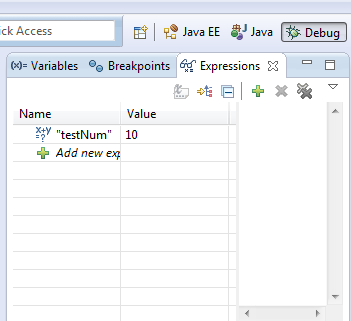 ck Access
Java EE
Java
Debug
(x)= Variables
Breakpoints
Expressions
Name
Value
"testNum"
10
Add new exp